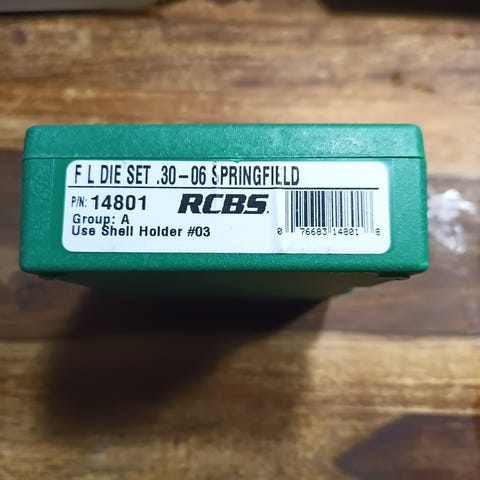 F L DIE SET .30-06 SPRINGFIELD
P/N: 14801 RCBS.
Group: A
Use Shell Holder #03
0 76683 14801 8